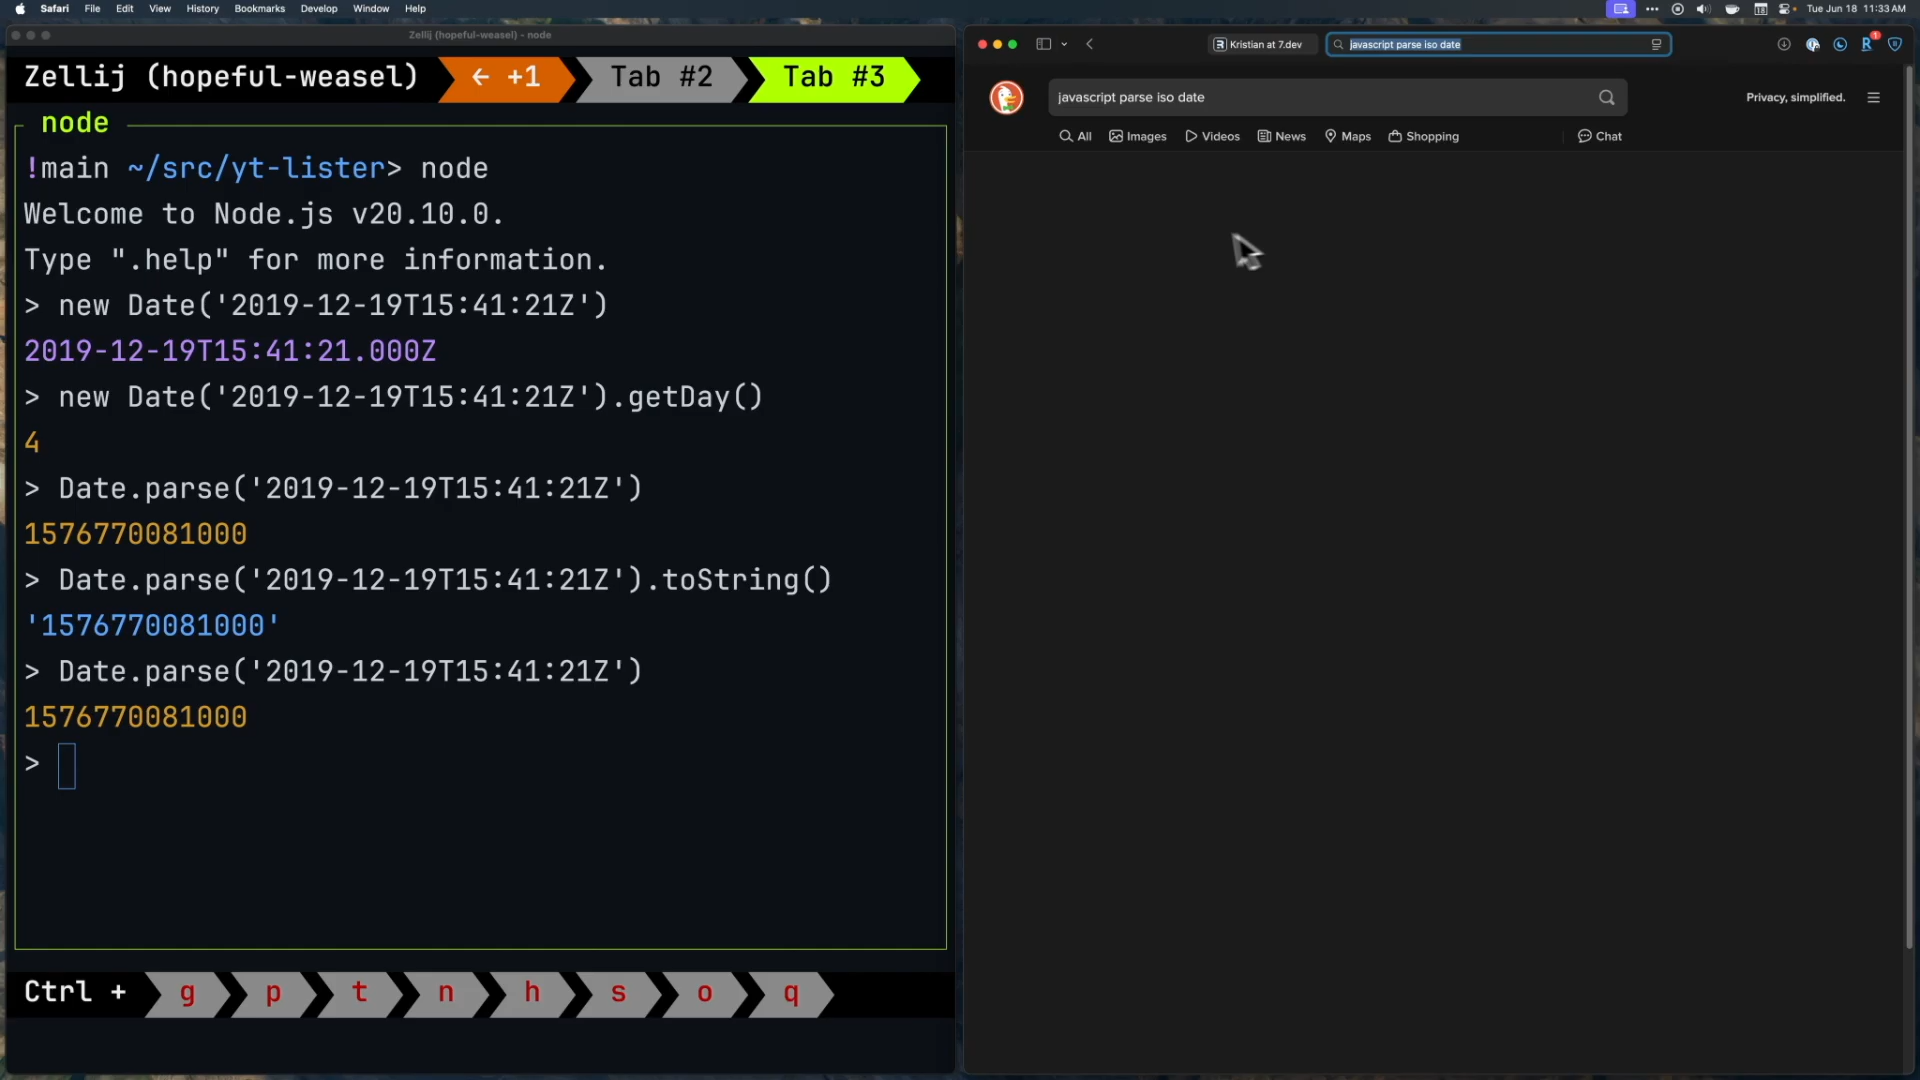 Safari File Edit View History Bookmarks Develop Window Help
Tue Jun 18 11:33 AM
Zellij (hopeful-weasel) - node
Zellij (hopeful-weasel) ← +1 Tab #2 Tab #3
node
!main ~/src/yt-lister> node
Welcome to Node.js v20.10.0.
Type ".help" for more information.
> new Date('2019-12-19T15:41:21Z')
2019-12-19T15:41:21.000Z
> new Date('2019-12-19T15:41:21Z').getDay()
4
> Date.parse('2019-12-19T15:41:21Z')
1576770081000
> Date.parse('2019-12-19T15:41:21Z').toString()
'1576770081000'
> Date.parse('2019-12-19T15:41:21Z')
1576770081000
>
Ctrl + g p t n h s o q
Kristian at 7.dev
javascript parse iso date
R 1
javascript parse iso date
Privacy, simplified.
All Images Videos News Maps Shopping Chat